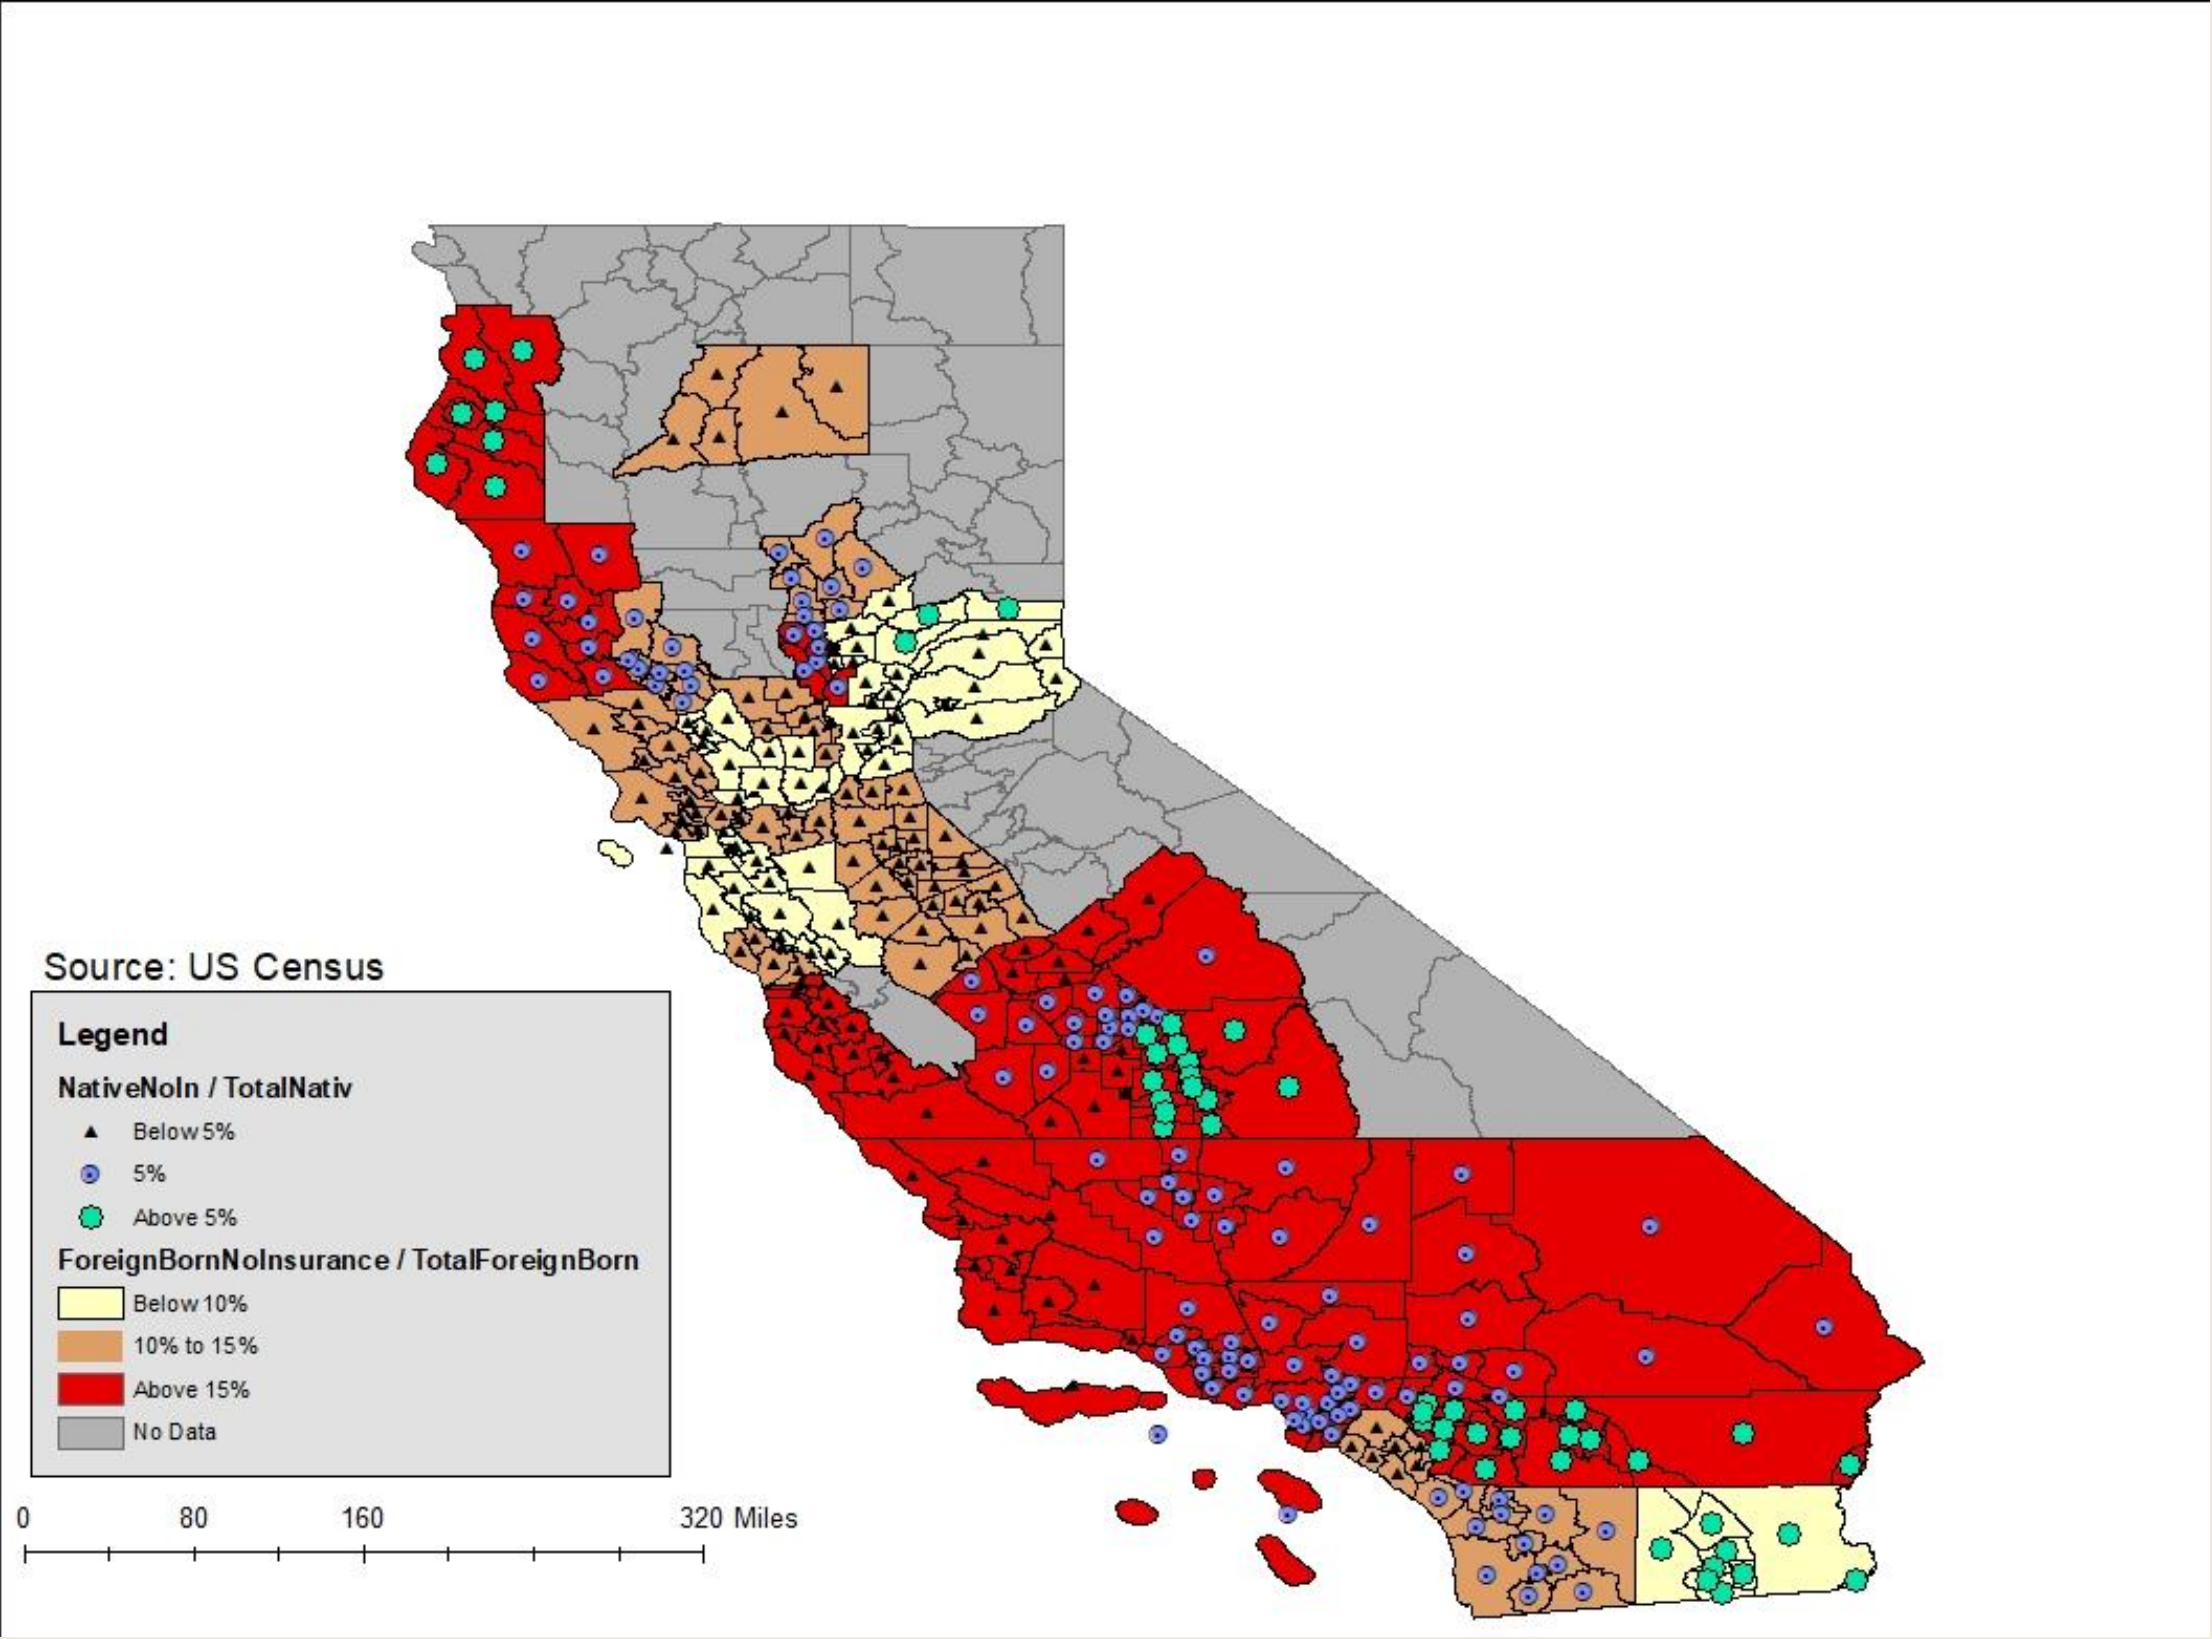 Source: US Census
Legend
NativeNoIn / TotalNativ
Below 5%
5%
Above 5%
ForeignBornNoInsurance / TotalForeignBorn
Below 10%
10% to 15%
Above 15%
No Data
0 80 160 320 Miles